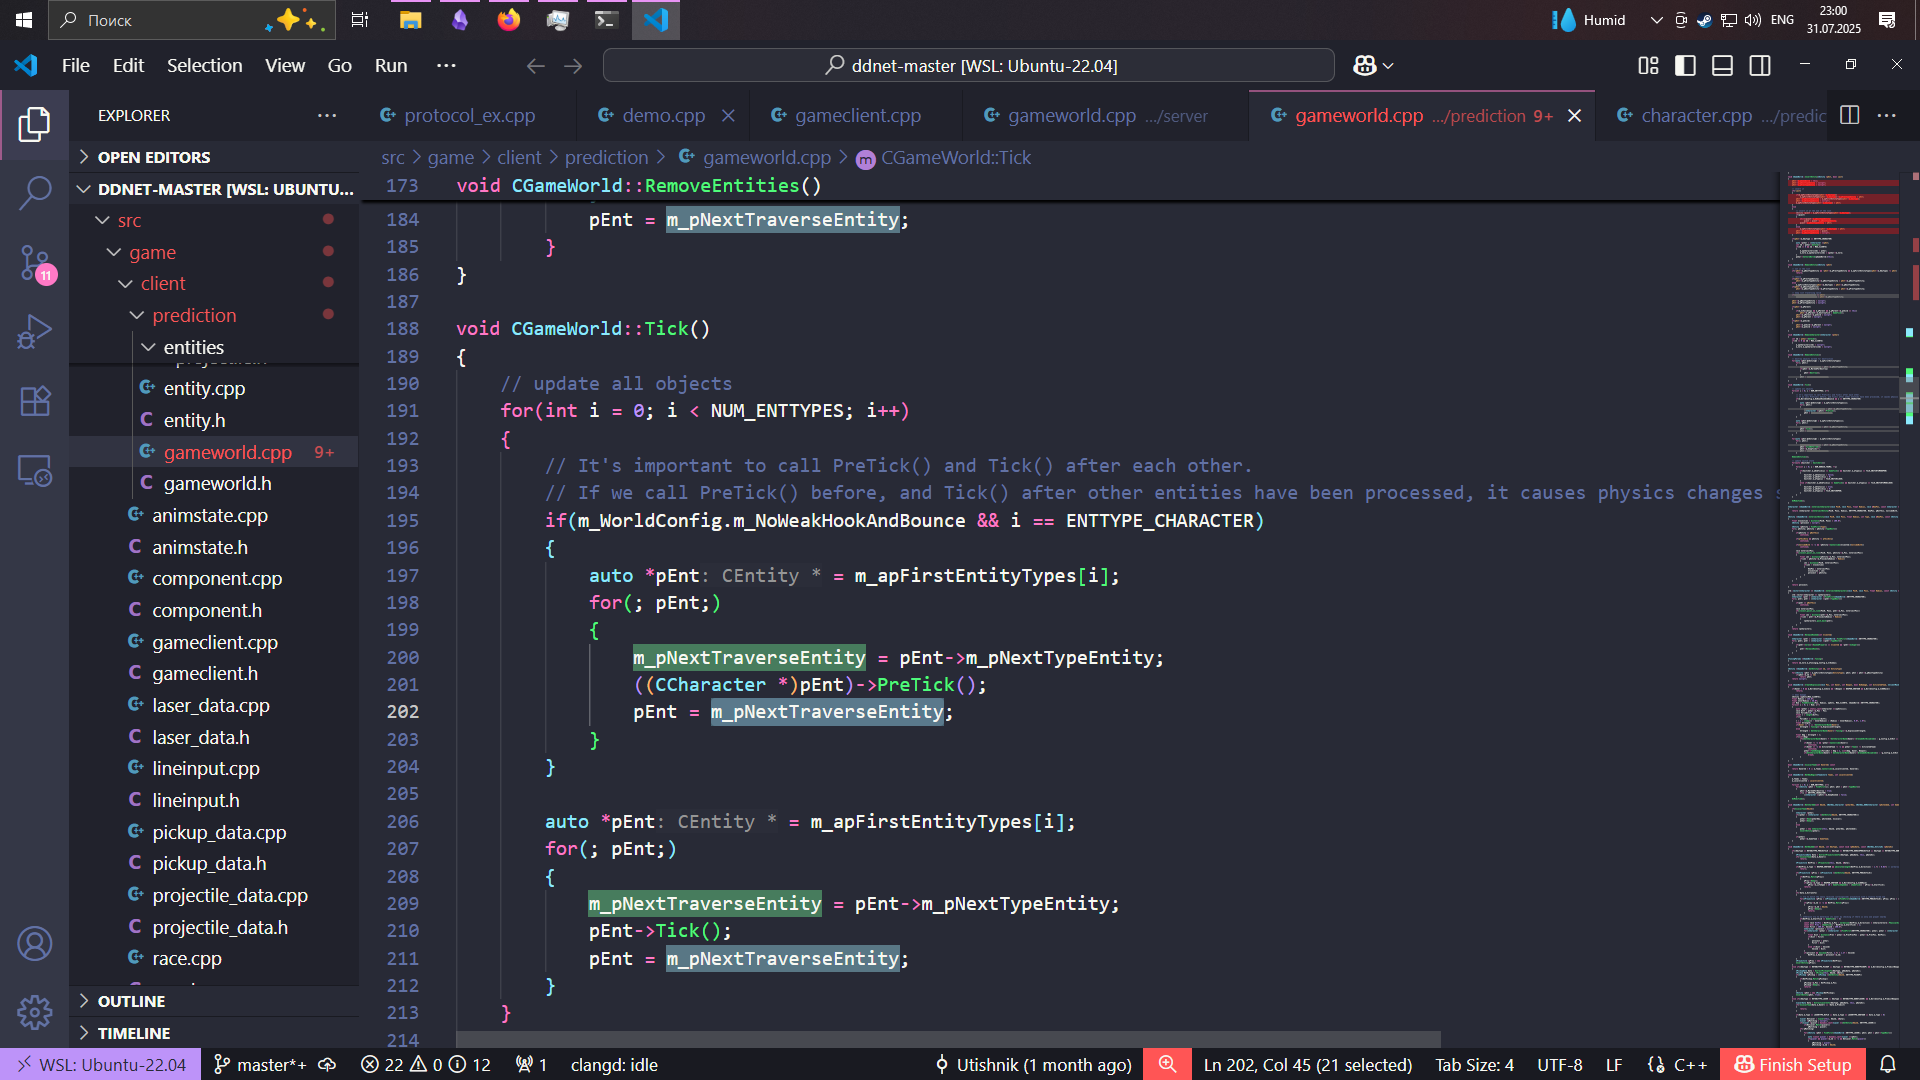 Поиск
Humid
ENG
23:00
31.07.2025
File Edit Selection View Go Run ···
ddnet-master [WSL: Ubuntu-22.04]
EXPLORER
protocol_ex.cpp
demo.cpp
gameclient.cpp
gameworld.cpp .../server
gameworld.cpp .../prediction 9+
character.cpp .../predic
OPEN EDITORS
DDNET-MASTER [WSL: UBUNTU...
src
game
client
prediction
entities
entity.cpp
entity.h
gameworld.cpp 9+
gameworld.h
animstate.cpp
animstate.h
component.cpp
component.h
gameclient.cpp
gameclient.h
laser_data.cpp
laser_data.h
lineinput.cpp
lineinput.h
pickup_data.cpp
pickup_data.h
projectile_data.cpp
projectile_data.h
race.cpp
OUTLINE
TIMELINE
11
src > game > client > prediction > gameworld.cpp > CGameWorld::Tick
173 void CGameWorld::RemoveEntities()
184 pEnt = m_pNextTraverseEntity;
185 }
186 }
187
188 void CGameWorld::Tick()
189 {
190 // update all objects
191 for(int i = 0; i < NUM_ENTTYPES; i++)
192 {
193 // It's important to call PreTick() and Tick() after each other.
194 // If we call PreTick() before, and Tick() after other entities have been processed, it causes physics changes s
195 if(m_WorldConfig.m_NoWeakHookAndBounce && i == ENTTYPE_CHARACTER)
196 {
197 auto *pEnt: CEntity * = m_apFirstEntityTypes[i];
198 for(; pEnt;)
199 {
200 m_pNextTraverseEntity = pEnt->m_pNextTypeEntity;
201 ((CCharacter *)pEnt)->PreTick();
202 pEnt = m_pNextTraverseEntity;
203 }
204 }
205
206 auto *pEnt: CEntity * = m_apFirstEntityTypes[i];
207 for(; pEnt;)
208 {
209 m_pNextTraverseEntity = pEnt->m_pNextTypeEntity;
210 pEnt->Tick();
211 pEnt = m_pNextTraverseEntity;
212 }
213 }
214
WSL: Ubuntu-22.04 master*+ 22 0 12 1 clangd: idle Utishnik (1 month ago) Ln 202, Col 45 (21 selected) Tab Size: 4 UTF-8 LF C++ Finish Setup